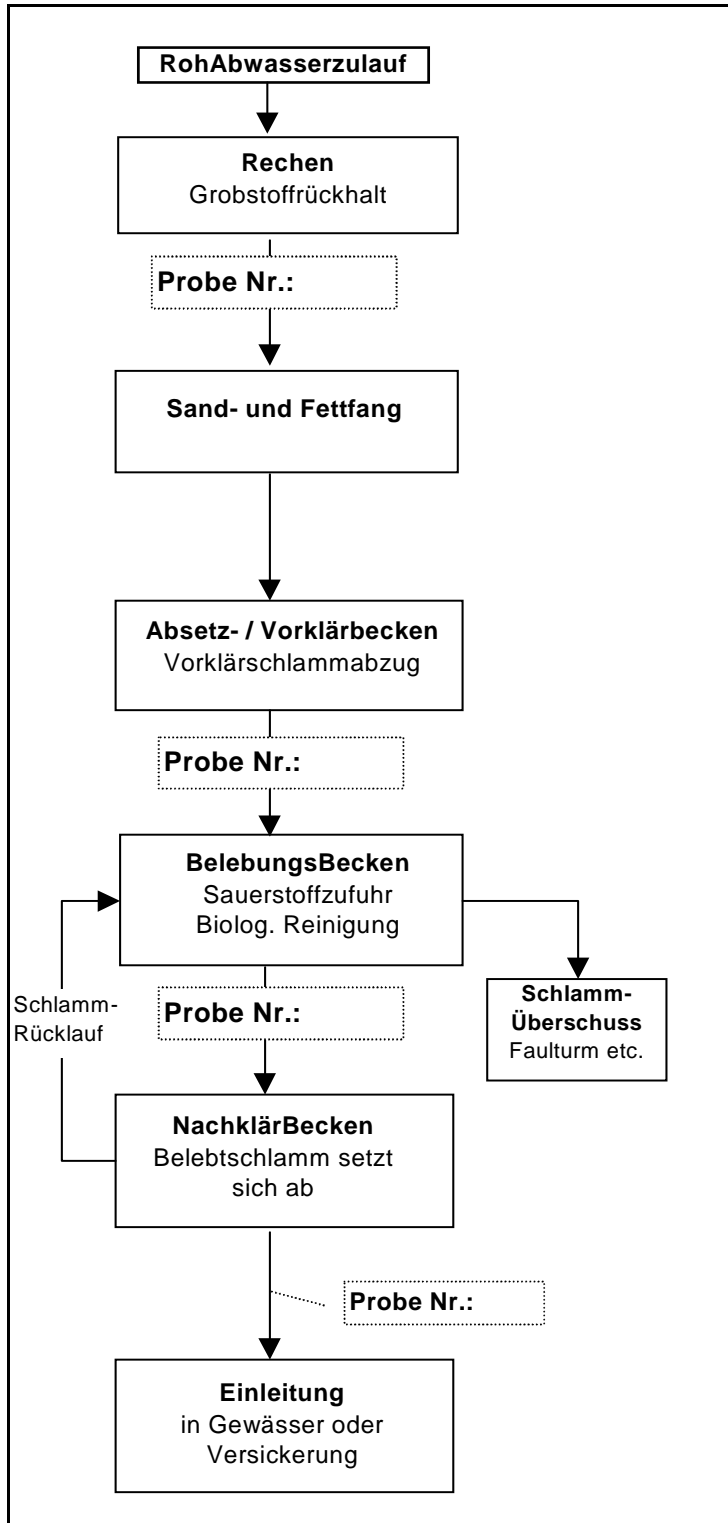 RohAbwasserzulauf
Rechen
Grobstoffrückhalt
Probe Nr.:
Sand- und Fettfang
Absetz- / Vorklärbecken
Vorklärschlammabzug
Probe Nr.:
BelebungsBecken
Sauerstoffzufuhr
Biolog. Reinigung
Schlamm-
Rücklauf
Probe Nr.:
Schlamm-
Überschuss
Faulturm etc.
NachklärBecken
Belebtschlamm setzt
sich ab
Probe Nr.:
Einleitung
in Gewässer oder
Versickerung